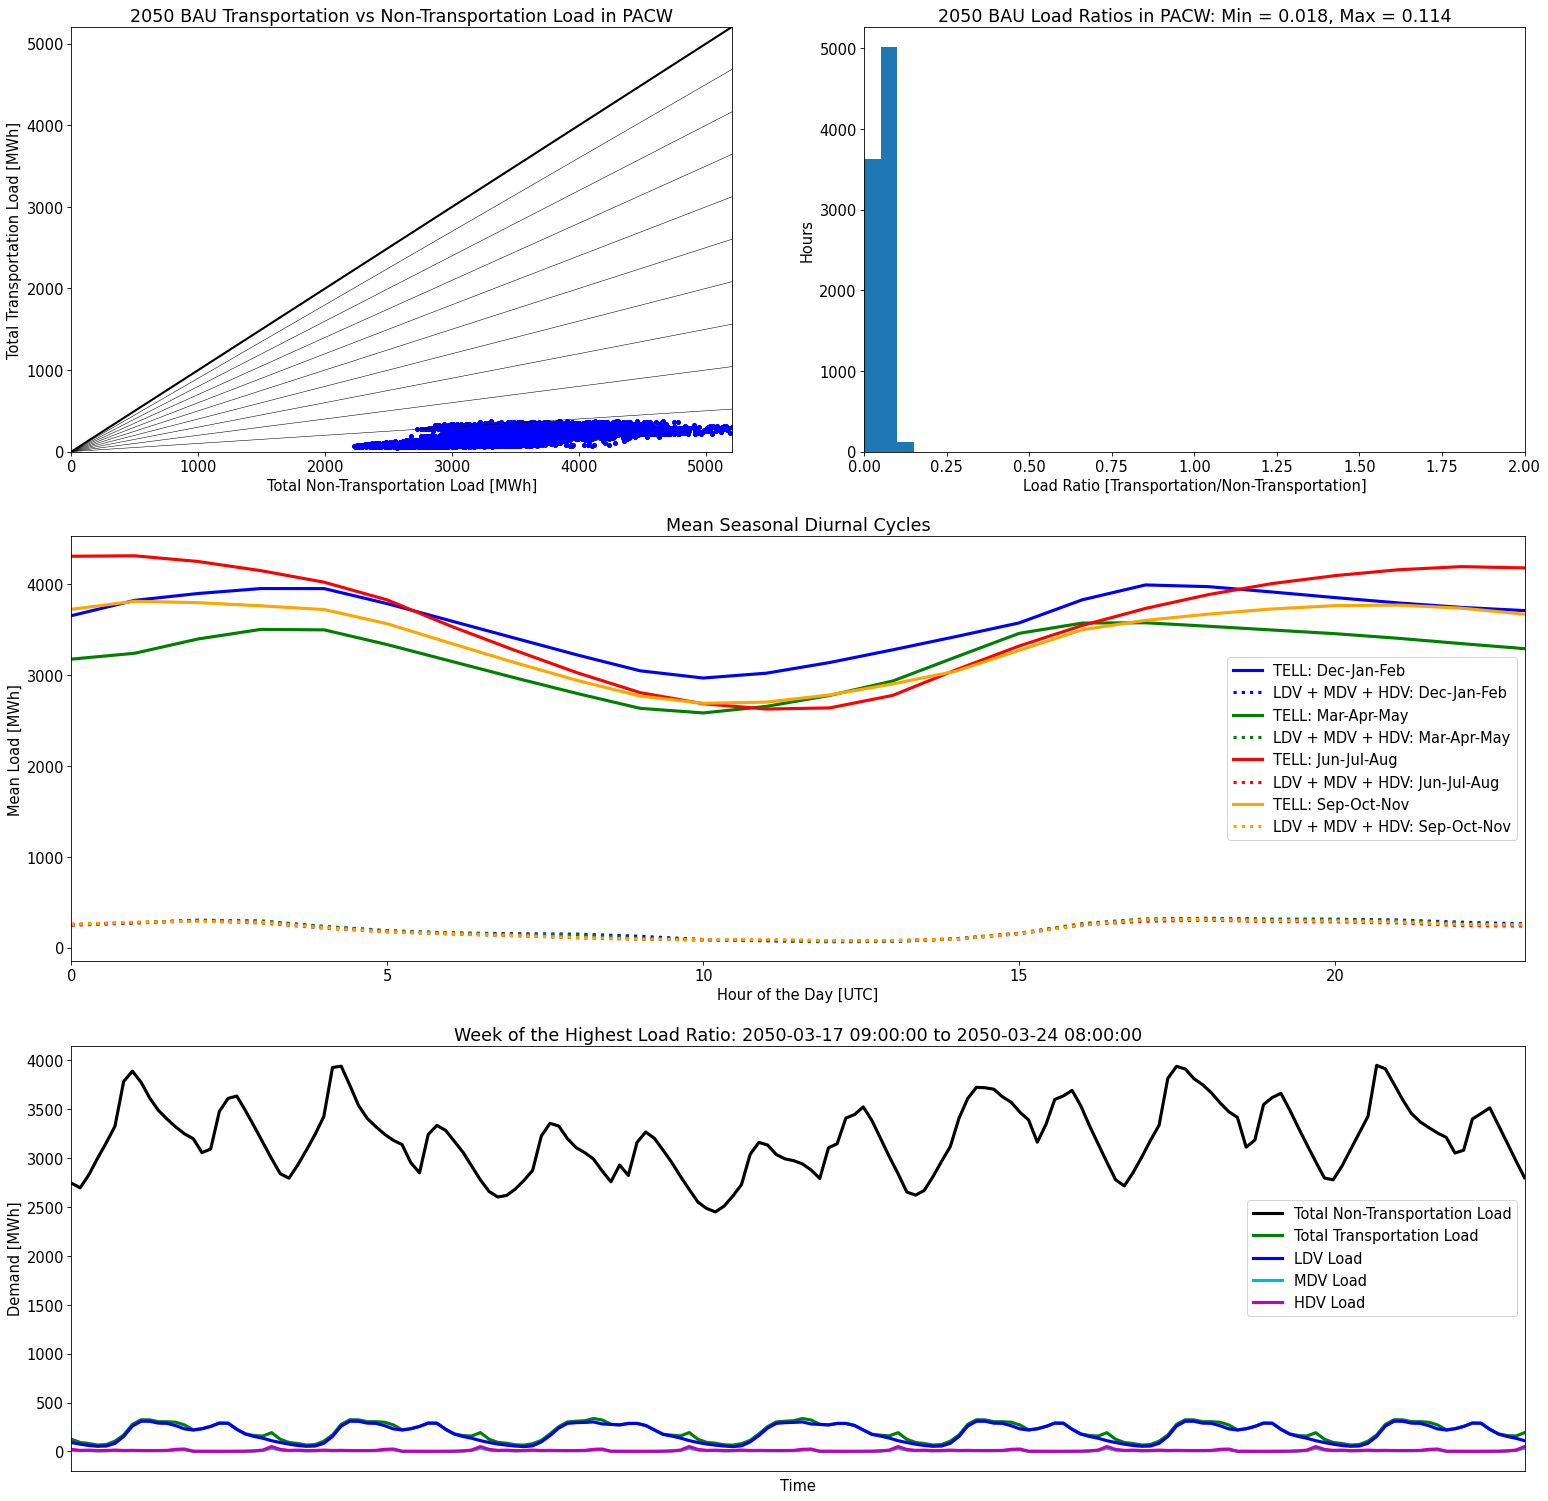 2050 BAU Transportation vs Non-Transportation Load in PACW
Total Transportation Load [MWh]
5000
4000
3000
2000
1000
0
0 1000 2000 3000 4000 5000
Total Non-Transportation Load [MWh]
2050 BAU Load Ratios in PACW: Min = 0.018, Max = 0.114
Hours
5000
4000
3000
2000
1000
0
0.00 0.25 0.50 0.75 1.00 1.25 1.50 1.75 2.00
Load Ratio [Transportation/Non-Transportation]
Mean Seasonal Diurnal Cycles
Mean Load [MWh]
4000
3000
2000
1000
0
TELL: Dec-Jan-Feb
LDV + MDV + HDV: Dec-Jan-Feb
TELL: Mar-Apr-May
LDV + MDV + HDV: Mar-Apr-May
TELL: Jun-Jul-Aug
LDV + MDV + HDV: Jun-Jul-Aug
TELL: Sep-Oct-Nov
LDV + MDV + HDV: Sep-Oct-Nov
0 5 10 15 20
Hour of the Day [UTC]
Week of the Highest Load Ratio: 2050-03-17 09:00:00 to 2050-03-24 08:00:00
Demand [MWh]
4000
3500
3000
2500
2000
1500
1000
500
0
Total Non-Transportation Load
Total Transportation Load
LDV Load
MDV Load
HDV Load
Time